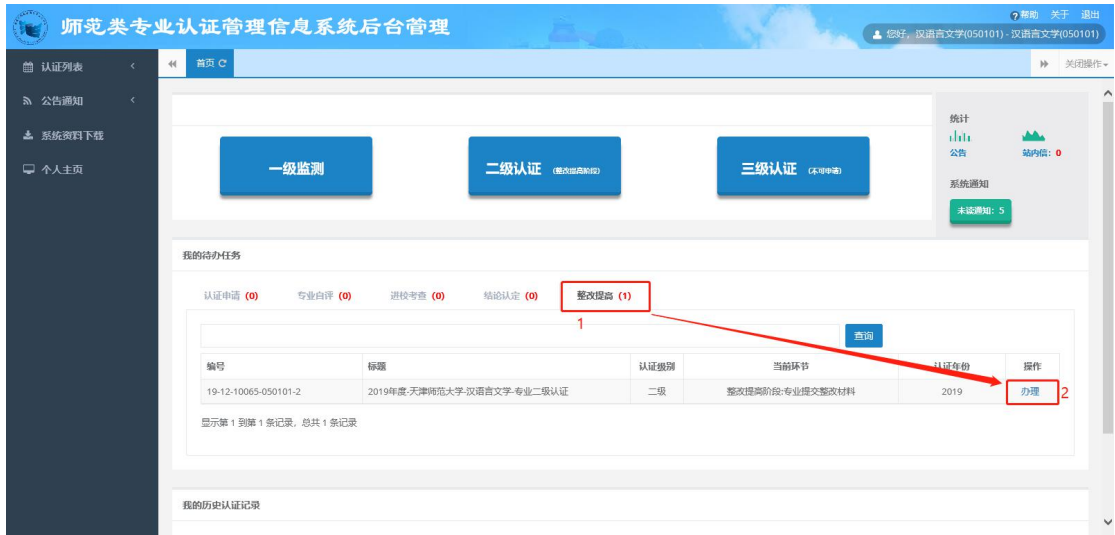 师范类专业认证管理信息系统后台管理
帮助 关于 退出
您好，汉语言文学(050101) - 汉语言文学(050101)
认证列表
公告通知
系统资料下载
个人主页
首页
关闭操作
一级监测
二级认证 (整改提高阶段)
三级认证 (不可申请)
统计
公告
站内信：0
系统通知
未读通知：5
我的待办任务
认证申请 (0) 专业自评 (0) 进校考查 (0) 结论认定 (0) 整改提高 (1)
1
查询
编号 标题 认证级别 当前环节 认证年份 操作
19-12-10065-050101-2 2019年度-天津师范大学-汉语言文学-专业二级认证 二级 整改提高阶段:专业提交整改材料 2019 办理 2
显示第 1 到第 1 条记录，总共 1 条记录
我的历史认证记录